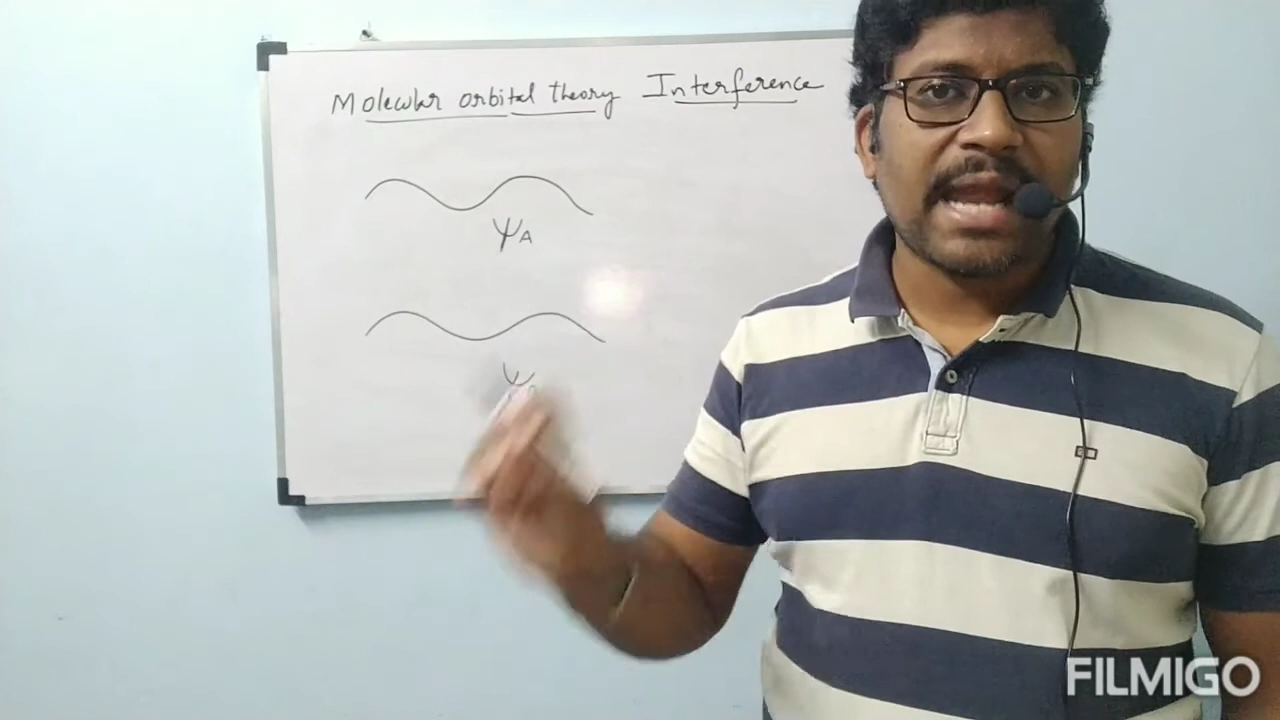 Molecular orbital theory Interference
ψA
ψ
FILMIGO